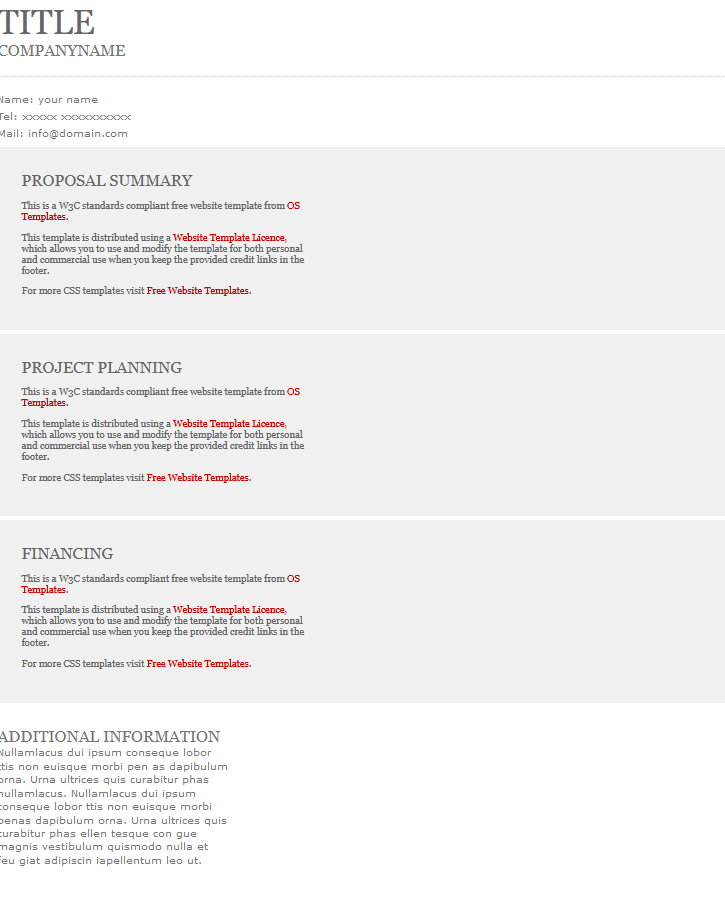 TITLE
COMPANYNAME
Name: your name
Tel: xxxxx xxxxxxxxxx
Mail: info@domain.com
PROPOSAL SUMMARY
This is a W3C standards compliant free website template from OS
Templates.
This template is distributed using a Website Template Licence,
which allows you to use and modify the template for both personal
and commercial use when you keep the provided credit links in the
footer.
For more CSS templates visit Free Website Templates.
PROJECT PLANNING
This is a W3C standards compliant free website template from OS
Templates.
This template is distributed using a Website Template Licence,
which allows you to use and modify the template for both personal
and commercial use when you keep the provided credit links in the
footer.
For more CSS templates visit Free Website Templates.
FINANCING
This is a W3C standards compliant free website template from OS
Templates.
This template is distributed using a Website Template Licence,
which allows you to use and modify the template for both personal
and commercial use when you keep the provided credit links in the
footer.
For more CSS templates visit Free Website Templates.
ADDITIONAL INFORMATION
Nullamlacus dui ipsum conseque lobor
ttis non euisque morbi pen as dapibulum
orna. Urna ultrices quis curabitur phas
nullamlacus. Nullamlacus dui ipsum
conseque lobor ttis non euisque morbi
penas dapibulum orna. Urna ultrices quis
curabitur phas ellen tesque con gue
magnis vestibulum quismodo nulla et
feu giat adipiscin iapellentum leo ut.